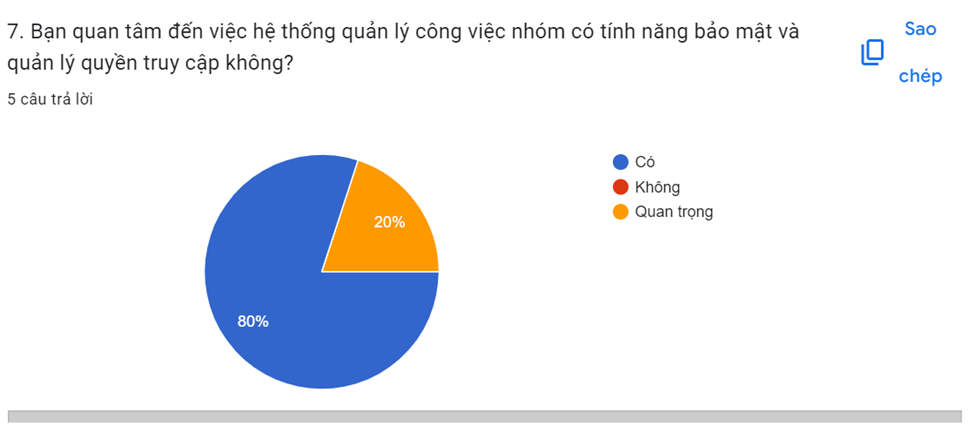 7. Bạn quan tâm đến việc hệ thống quản lý công việc nhóm có tính năng bảo mật và
quản lý quyền truy cập không?
Sao
chép
5 câu trả lời
Có
Không
Quan trọng
20%
80%